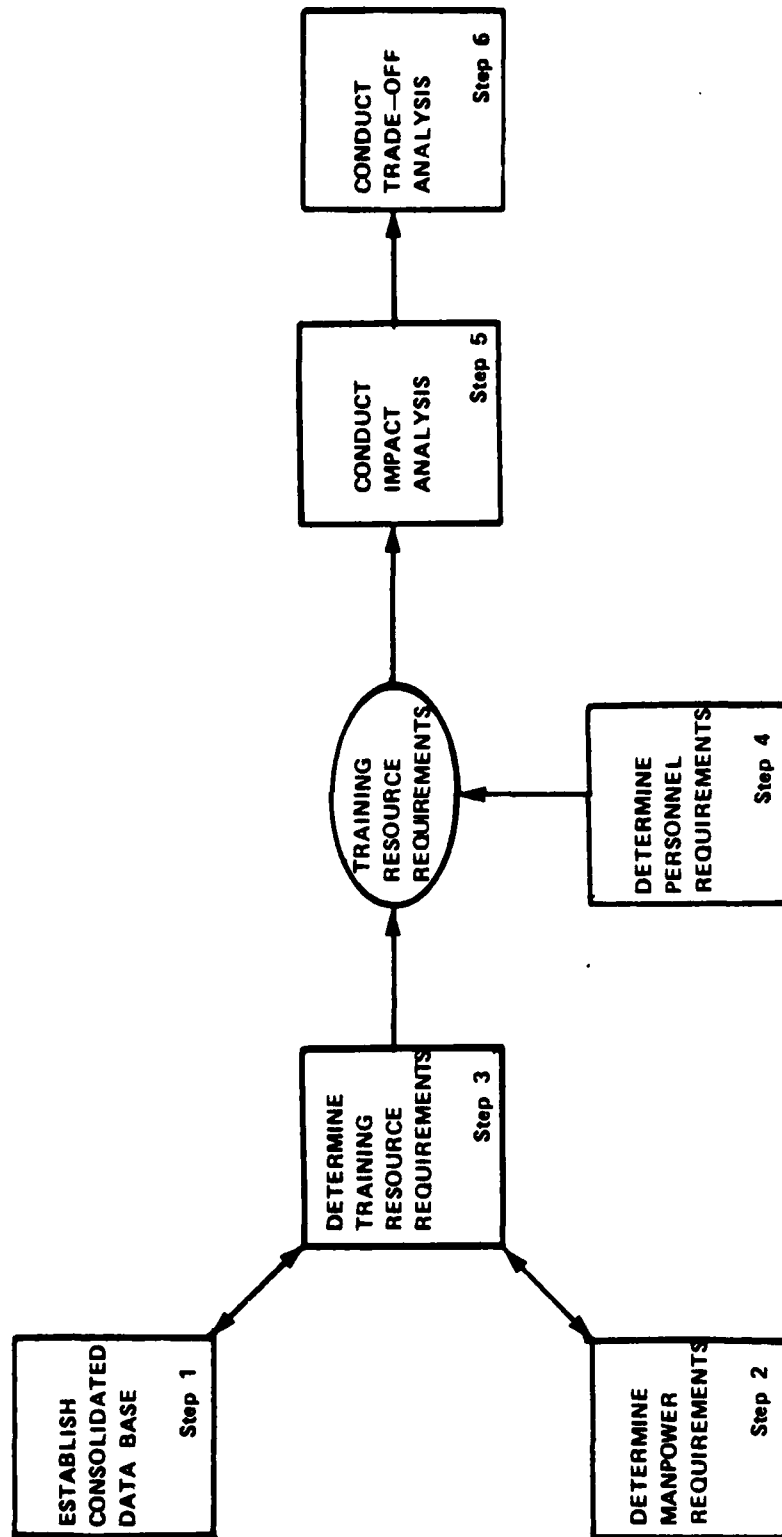 ESTABLISH
CONSOLIDATED
DATA BASE
Step 1
DETERMINE
MANPOWER
REQUIREMENTS
Step 2
DETERMINE
TRAINING
RESOURCE
REQUIREMENTS
Step 3
TRAINING
RESOURCE
REQUIREMENTS
DETERMINE
PERSONNEL
REQUIREMENTS
Step 4
CONDUCT
IMPACT
ANALYSIS
Step 5
CONDUCT
TRADE-OFF
ANALYSIS
Step 6